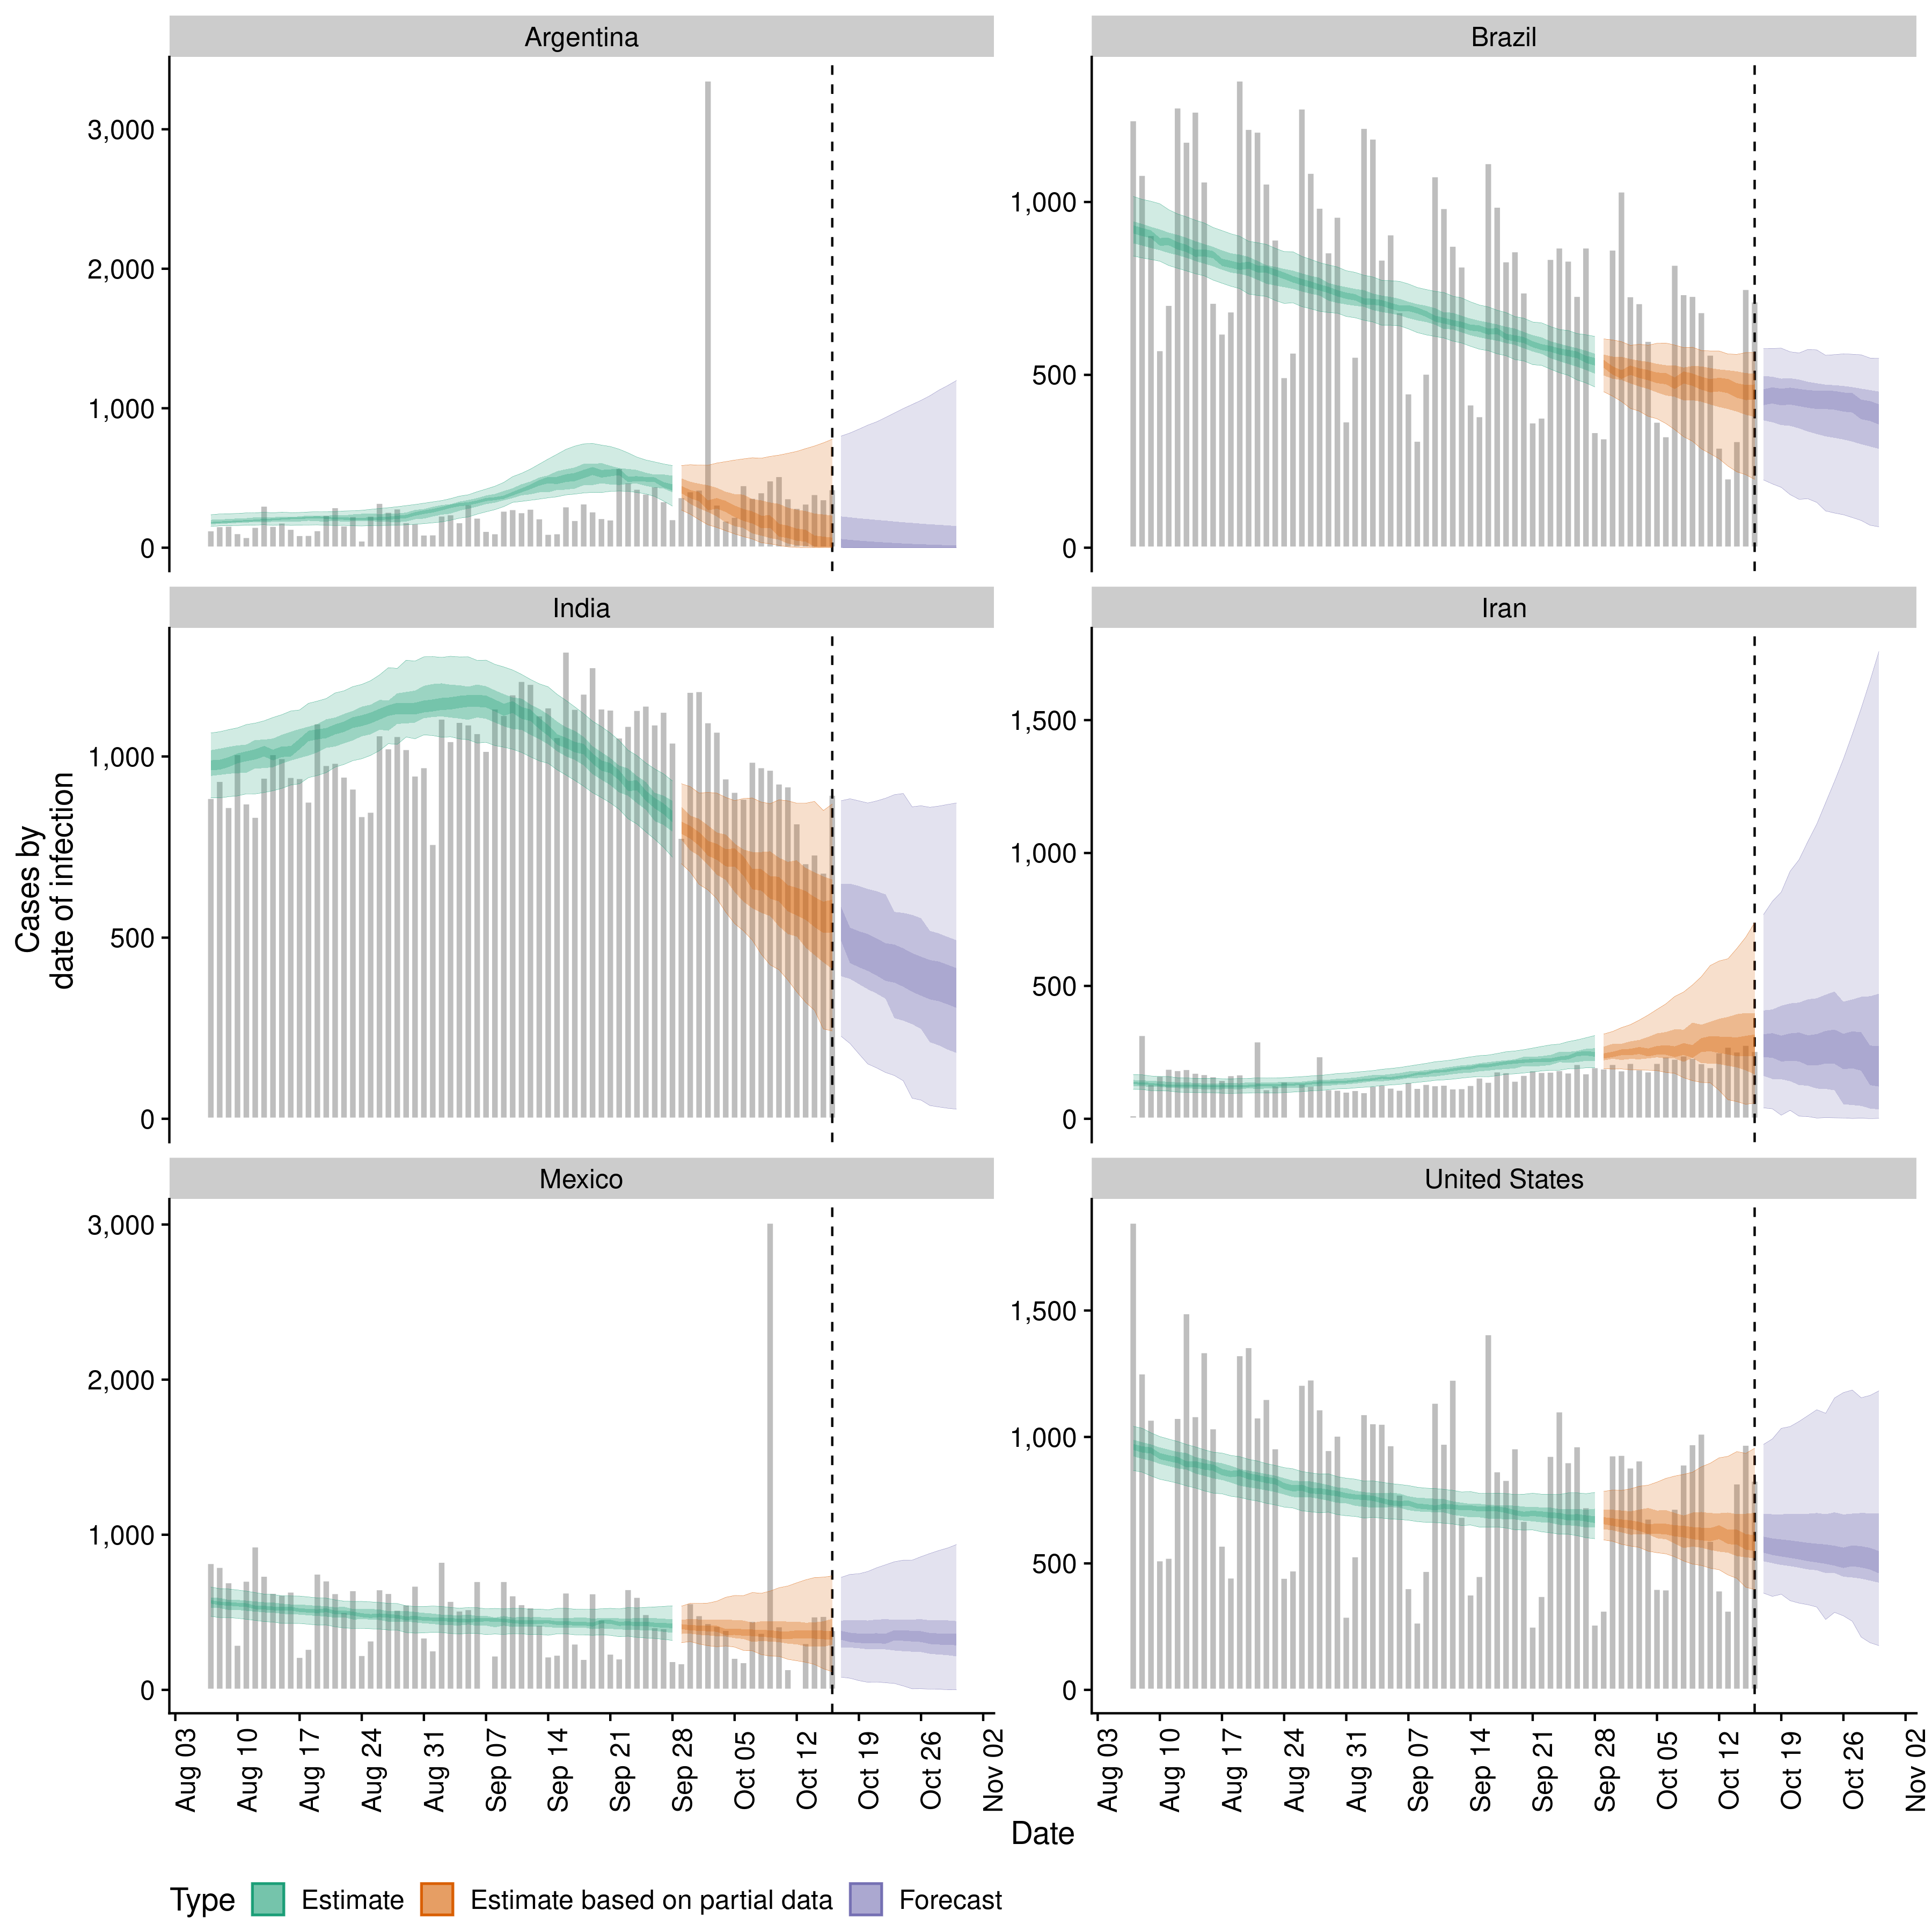 Argentina
Brazil
3,000
2,000
1,000
0
1,000
500
0
India
Iran
1,000
500
0
1,500
1,000
500
0
Cases by
date of infection
Mexico
United States
3,000
2,000
1,000
0
1,500
1,000
500
0
Aug 03 Aug 10 Aug 17 Aug 24 Aug 31 Sep 07 Sep 14 Sep 21 Sep 28 Oct 05 Oct 12 Oct 19 Oct 26 Nov 02
Aug 03 Aug 10 Aug 17 Aug 24 Aug 31 Sep 07 Sep 14 Sep 21 Sep 28 Oct 05 Oct 12 Oct 19 Oct 26 Nov 02
Date
Type Estimate Estimate based on partial data Forecast